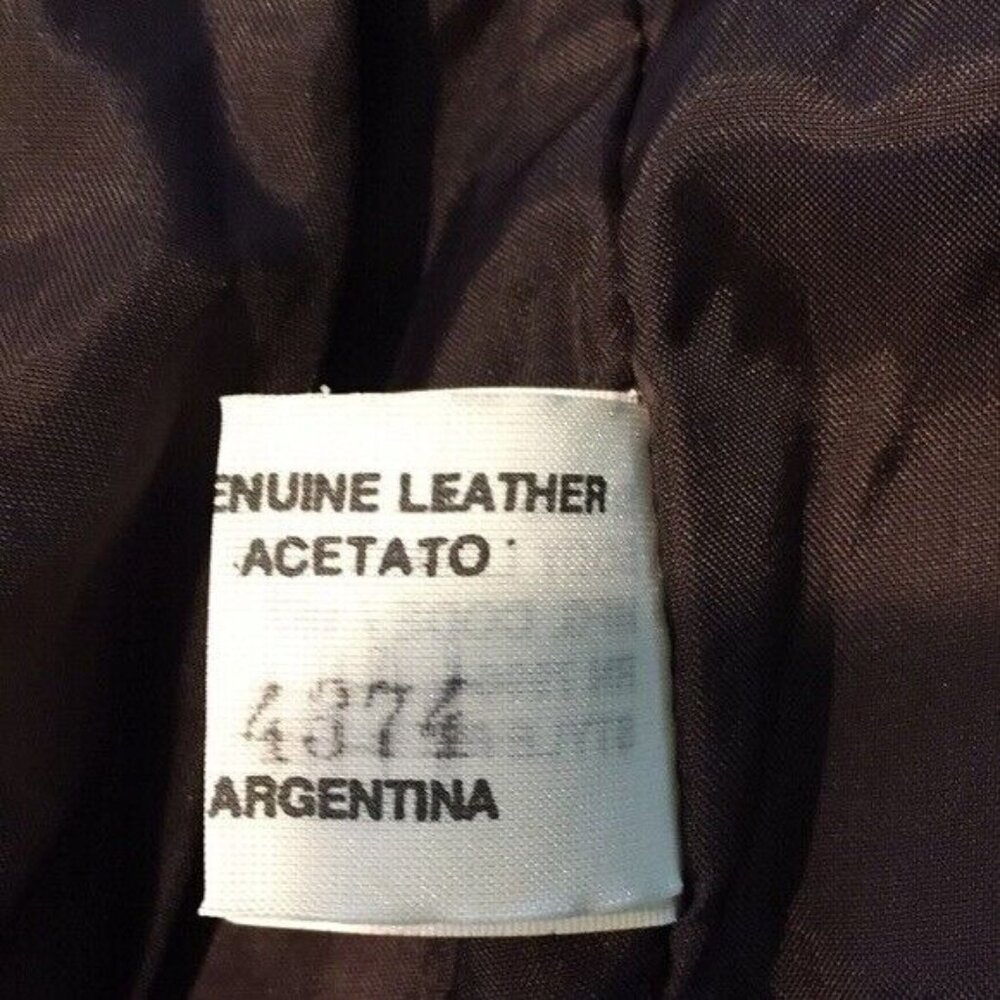 ENUINE LEATHER
ACETATO
4374
ARGENTINA